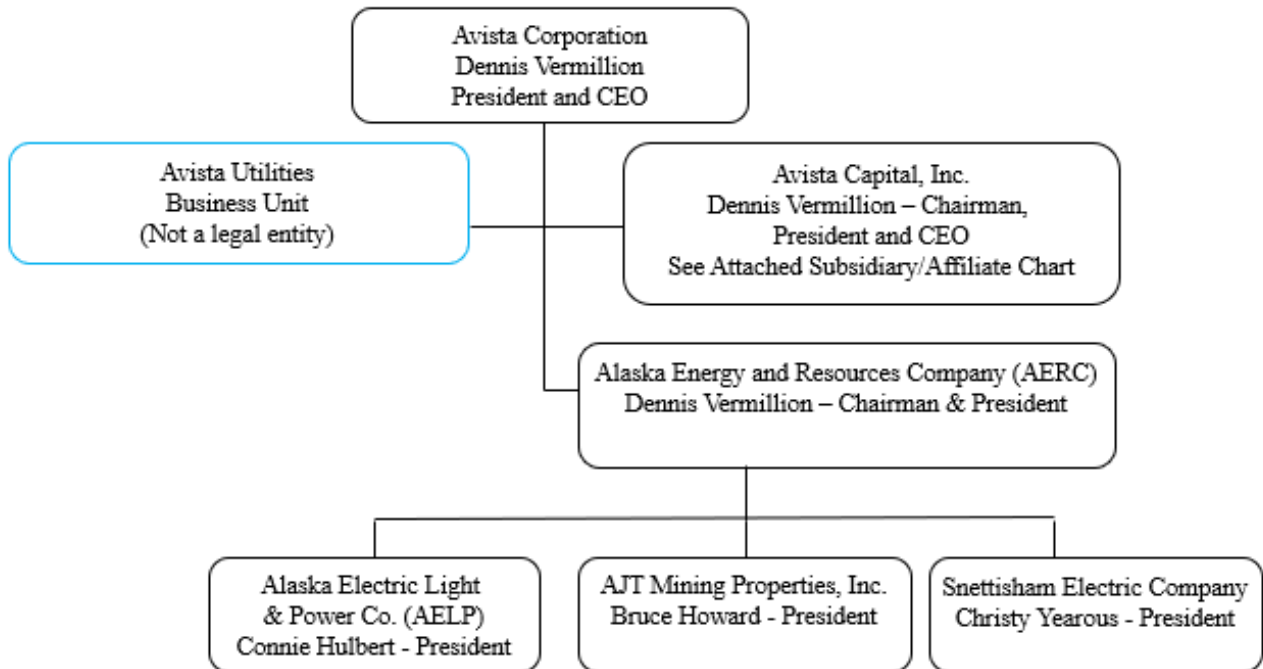 Avista Corporation
Dennis Vermillion
President and CEO
Avista Utilities
Business Unit
(Not a legal entity)
Avista Capital, Inc.
Dennis Vermillion – Chairman,
President and CEO
See Attached Subsidiary/Affiliate Chart
Alaska Energy and Resources Company (AERC)
Dennis Vermillion – Chairman & President
Alaska Electric Light
& Power Co. (AELP)
Connie Hulbert - President
AJT Mining Properties, Inc.
Bruce Howard - President
Snettisham Electric Company
Christy Yearous - President